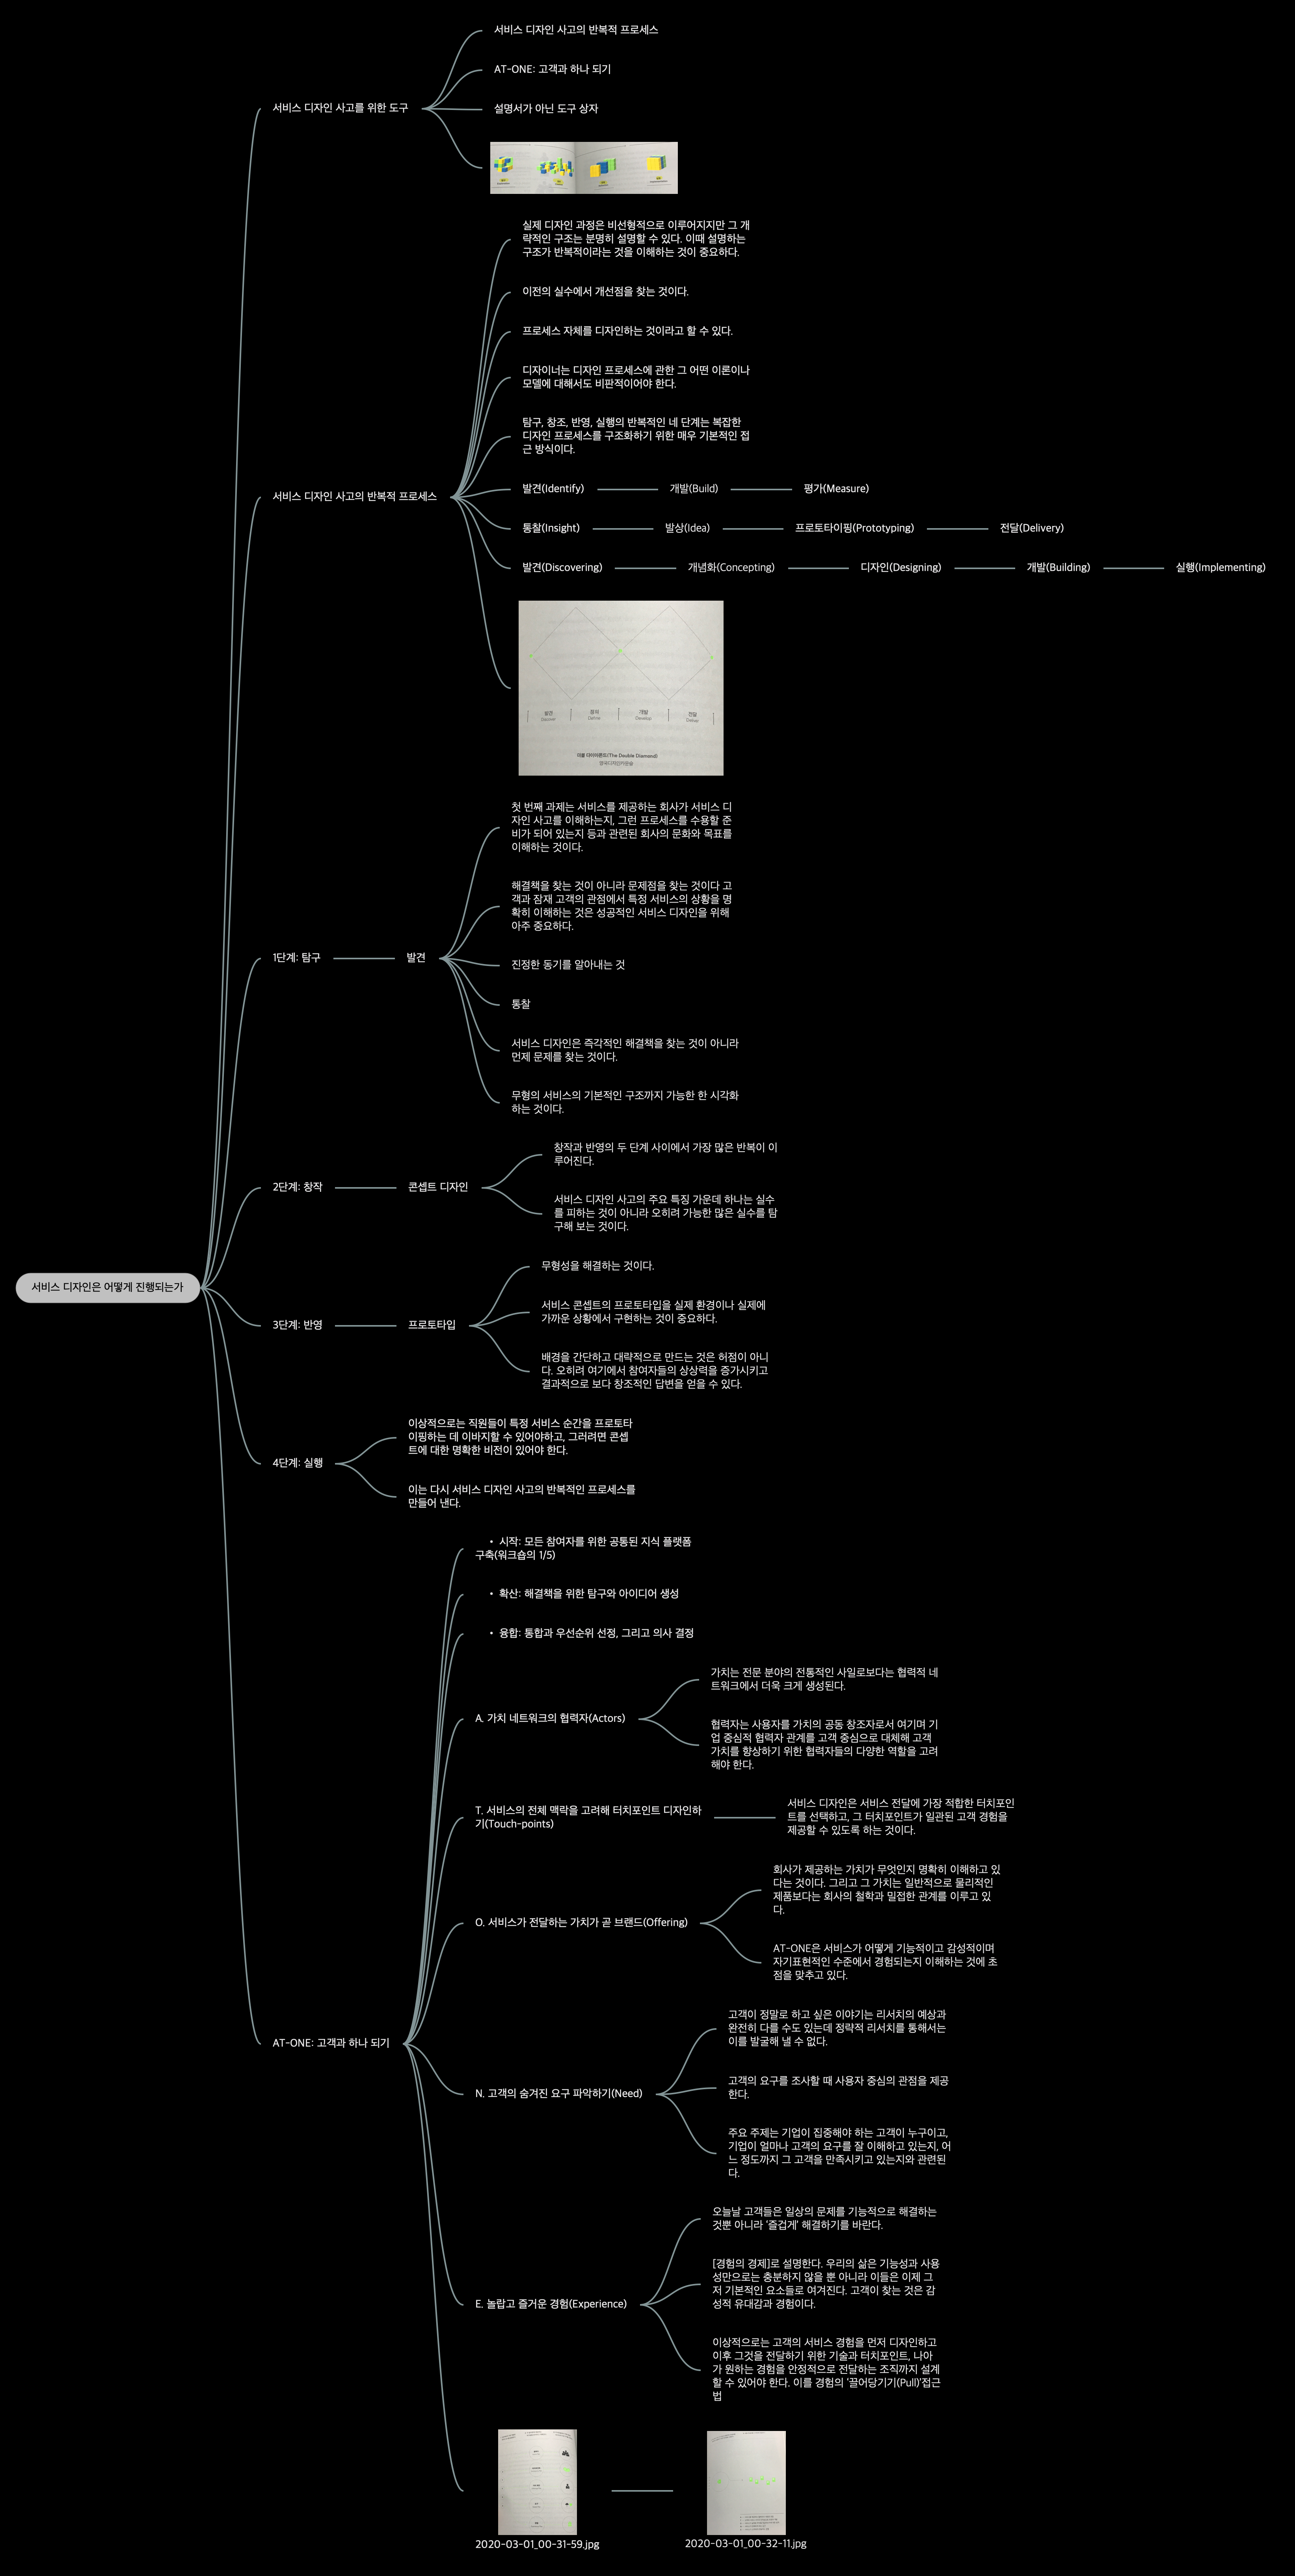 서비스 디자인은 어떻게 진행되는가
서비스 디자인 사고를 위한 도구
서비스 디자인 사고의 반복적 프로세스
AT-ONE: 고객과 하나 되기
설명서가 아닌 도구 상자
서비스 디자인 사고의 반복적 프로세스
실제 디자인 과정은 비선형적으로 이루어지지만 그 개
략적인 구조는 분명히 설명할 수 있다. 이때 설명하는
구조가 반복적이라는 것을 이해하는 것이 중요하다.
이전의 실수에서 개선점을 찾는 것이다.
프로세스 자체를 디자인하는 것이라고 할 수 있다.
디자이너는 디자인 프로세스에 관한 그 어떤 이론이나
모델에 대해서도 비판적이어야 한다.
탐구, 창조, 반영, 실행의 반복적인 네 단계는 복잡한
디자인 프로세스를 구조화하기 위한 매우 기본적인 접
근 방식이다.
발견(Identify) 개발(Build) 평가(Measure)
통찰(Insight) 발상(Idea) 프로토타이핑(Prototyping) 전달(Delivery)
발견(Discovering) 개념화(Concepting) 디자인(Designing) 개발(Building) 실행(Implementing)
발견 정의 개발 전달
Discover Define Develop Deliver
더블 다이아몬드(The Double Diamond)
영국디자인카운슬
1단계: 탐구
발견
첫 번째 과제는 서비스를 제공하는 회사가 서비스 디
자인 사고를 이해하는지, 그런 프로세스를 수용할 준
비가 되어 있는지 등과 관련된 회사의 문화와 목표를
이해하는 것이다.
해결책을 찾는 것이 아니라 문제점을 찾는 것이다 고
객과 잠재 고객의 관점에서 특정 서비스의 상황을 명
확히 이해하는 것은 성공적인 서비스 디자인을 위해
아주 중요하다.
진정한 동기를 알아내는 것
통찰
서비스 디자인은 즉각적인 해결책을 찾는 것이 아니라
먼제 문제를 찾는 것이다.
무형의 서비스의 기본적인 구조까지 가능한 한 시각화
하는 것이다.
2단계: 창작
콘셉트 디자인
창작과 반영의 두 단계 사이에서 가장 많은 반복이 이
루어진다.
서비스 디자인 사고의 주요 특징 가운데 하나는 실수
를 피하는 것이 아니라 오히려 가능한 많은 실수를 탐
구해 보는 것이다.
3단계: 반영
프로토타입
무형성을 해결하는 것이다.
서비스 콘셉트의 프로토타입을 실제 환경이나 실제에
가까운 상황에서 구현하는 것이 중요하다.
배경을 간단하고 대략적으로 만드는 것은 허점이 아니
다. 오히려 여기에서 참여자들의 상상력을 증가시키고
결과적으로 보다 창조적인 답변을 얻을 수 있다.
4단계: 실행
이상적으로는 직원들이 특정 서비스 순간을 프로토타
이핑하는 데 이바지할 수 있어야하고, 그러려면 콘셉
트에 대한 명확한 비전이 있어야 한다.
이는 다시 서비스 디자인 사고의 반복적인 프로세스를
만들어 낸다.
AT-ONE: 고객과 하나 되기
• 시작: 모든 참여자를 위한 공통된 지식 플랫폼
구축(워크숍의 1/5)
• 확산: 해결책을 위한 탐구와 아이디어 생성
• 융합: 통합과 우선순위 선정, 그리고 의사 결정
A. 가치 네트워크의 협력자(Actors)
가치는 전문 분야의 전통적인 사일로보다는 협력적 네
트워크에서 더욱 크게 생성된다.
협력자는 사용자를 가치의 공동 창조자로서 여기며 기
업 중심적 협력자 관계를 고객 중심으로 대체해 고객
가치를 향상하기 위한 협력자들의 다양한 역할을 고려
해야 한다.
T. 서비스의 전체 맥락을 고려해 터치포인트 디자인하
기(Touch-points)
서비스 디자인은 서비스 전달에 가장 적합한 터치포인
트를 선택하고, 그 터치포인트가 일관된 고객 경험을
제공할 수 있도록 하는 것이다.
O. 서비스가 전달하는 가치가 곧 브랜드(Offering)
회사가 제공하는 가치가 무엇인지 명확히 이해하고 있
다는 것이다. 그리고 그 가치는 일반적으로 물리적인
제품보다는 회사의 철학과 밀접한 관계를 이루고 있
다.
AT-ONE은 서비스가 어떻게 기능적이고 감성적이며
자기표현적인 수준에서 경험되는지 이해하는 것에 초
점을 맞추고 있다.
N. 고객의 숨겨진 요구 파악하기(Need)
고객이 정말로 하고 싶은 이야기는 리서치의 예상과
완전히 다를 수도 있는데 정략적 리서치를 통해서는
이를 발굴해 낼 수 없다.
고객의 요구를 조사할 때 사용자 중심의 관점을 제공
한다.
주요 주제는 기업이 집중해야 하는 고객이 누구이고,
기업이 얼마나 고객의 요구를 잘 이해하고 있는지, 어
느 정도까지 그 고객을 만족시키고 있는지와 관련된
다.
E. 놀랍고 즐거운 경험(Experience)
오늘날 고객들은 일상의 문제를 기능적으로 해결하는
것뿐 아니라 '즐겁게' 해결하기를 바란다.
[경험의 경제]로 설명한다. 우리의 삶은 기능성과 사용
성만으로는 충분하지 않을 뿐 아니라 이들은 이제 그
저 기본적인 요소들로 여겨진다. 고객이 찾는 것은 감
성적 유대감과 경험이다.
이상적으로는 고객의 서비스 경험을 먼저 디자인하고
이후 그것을 전달하기 위한 기술과 터치포인트, 나아
가 원하는 경험을 안정적으로 전달하는 조직까지 설계
할 수 있어야 한다. 이를 경험의 '끌어당기기(Pull)'접근
법
2020-03-01_00-31-59.jpg
2020-03-01_00-32-11.jpg